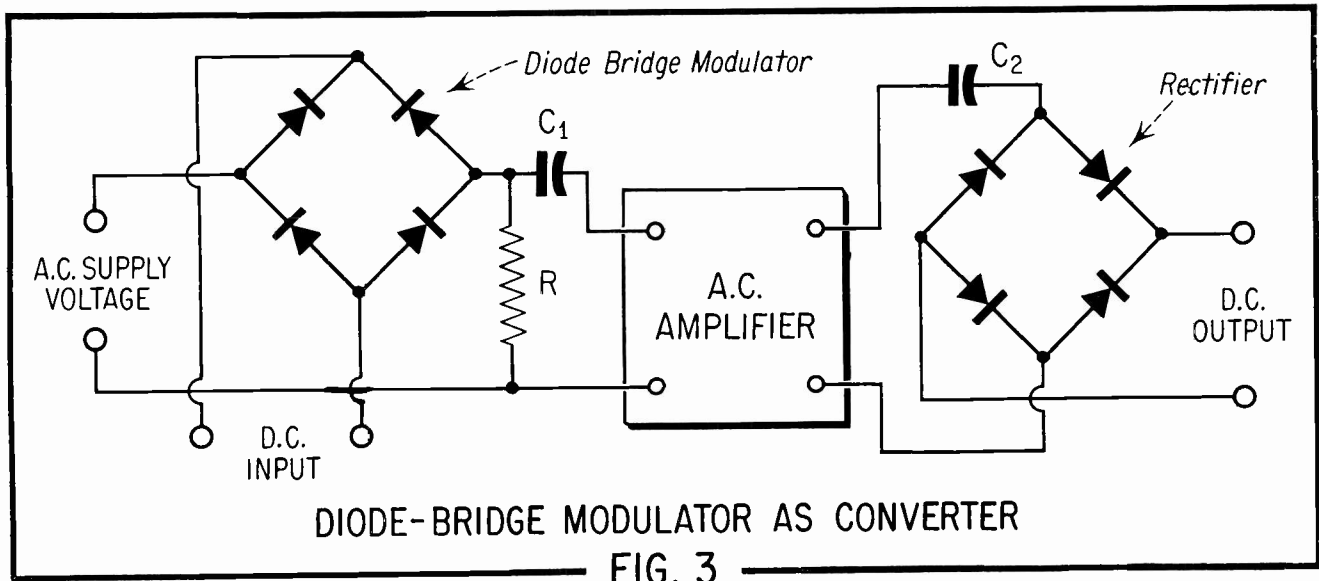 Diode Bridge Modulator
C1
C2
Rectifier
A.C. SUPPLY
VOLTAGE
R
A.C.
AMPLIFIER
D.C.
OUTPUT
D.C.
INPUT
DIODE-BRIDGE MODULATOR AS CONVERTER
FIG. 3